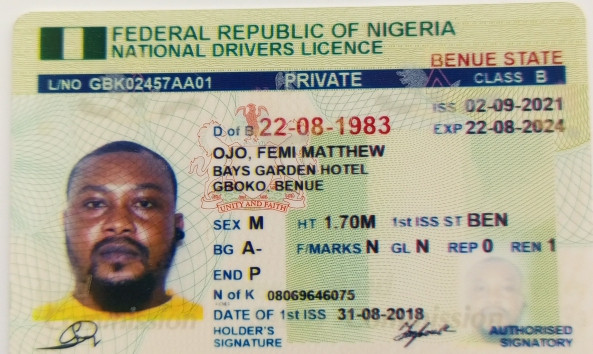 FEDERAL REPUBLIC OF NIGERIA
NATIONAL DRIVERS LICENCE
BENUE STATE
L/NO GBK02457AA01 PRIVATE CLASS B
ISS 02-09-2021
D of B 22-08-1983 EXP 22-08-2024
OJO, FEMI MATTHEW
BAYS GARDEN HOTEL
GBOKO, BENUE
UNITY AND FAITH
SEX M HT 1.70M 1st ISS ST BEN
BG A- F/MARKS N GL N REP 0 REN 1
END P
N of K 08069646075
DATE OF 1st ISS 31-08-2018
HOLDER'S
SIGNATURE
AUTHORISED
SIGNATORY